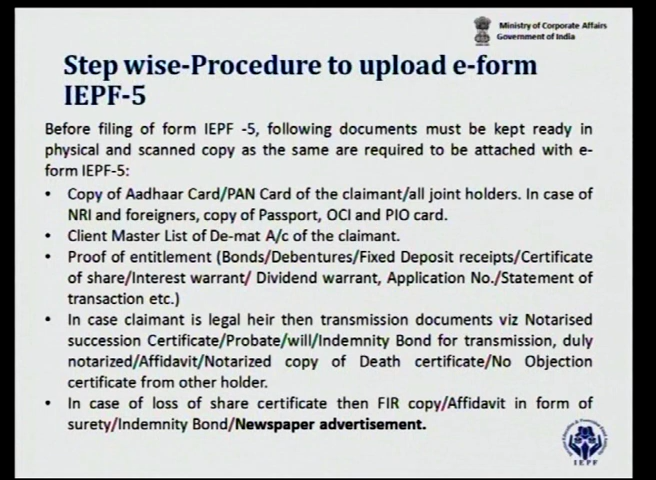 Ministry of Corporate Affairs
Government of India
Step wise-Procedure to upload e-form
IEPF-5
Before filing of form IEPF -5, following documents must be kept ready in
physical and scanned copy as the same are required to be attached with e-
form IEPF-5:
• Copy of Aadhaar Card/PAN Card of the claimant/all joint holders. In case of
NRI and foreigners, copy of Passport, OCI and PIO card.
• Client Master List of De-mat A/c of the claimant.
• Proof of entitlement (Bonds/Debentures/Fixed Deposit receipts/Certificate
of share/Interest warrant/ Dividend warrant, Application No./Statement of
transaction etc.)
• In case claimant is legal heir then transmission documents viz Notarised
succession Certificate/Probate/will/Indemnity Bond for transmission, duly
notarized/Affidavit/Notarized copy of Death certificate/No Objection
certificate from other holder.
• In case of loss of share certificate then FIR copy/Affidavit in form of
surety/Indemnity Bond/Newspaper advertisement.
IEPF